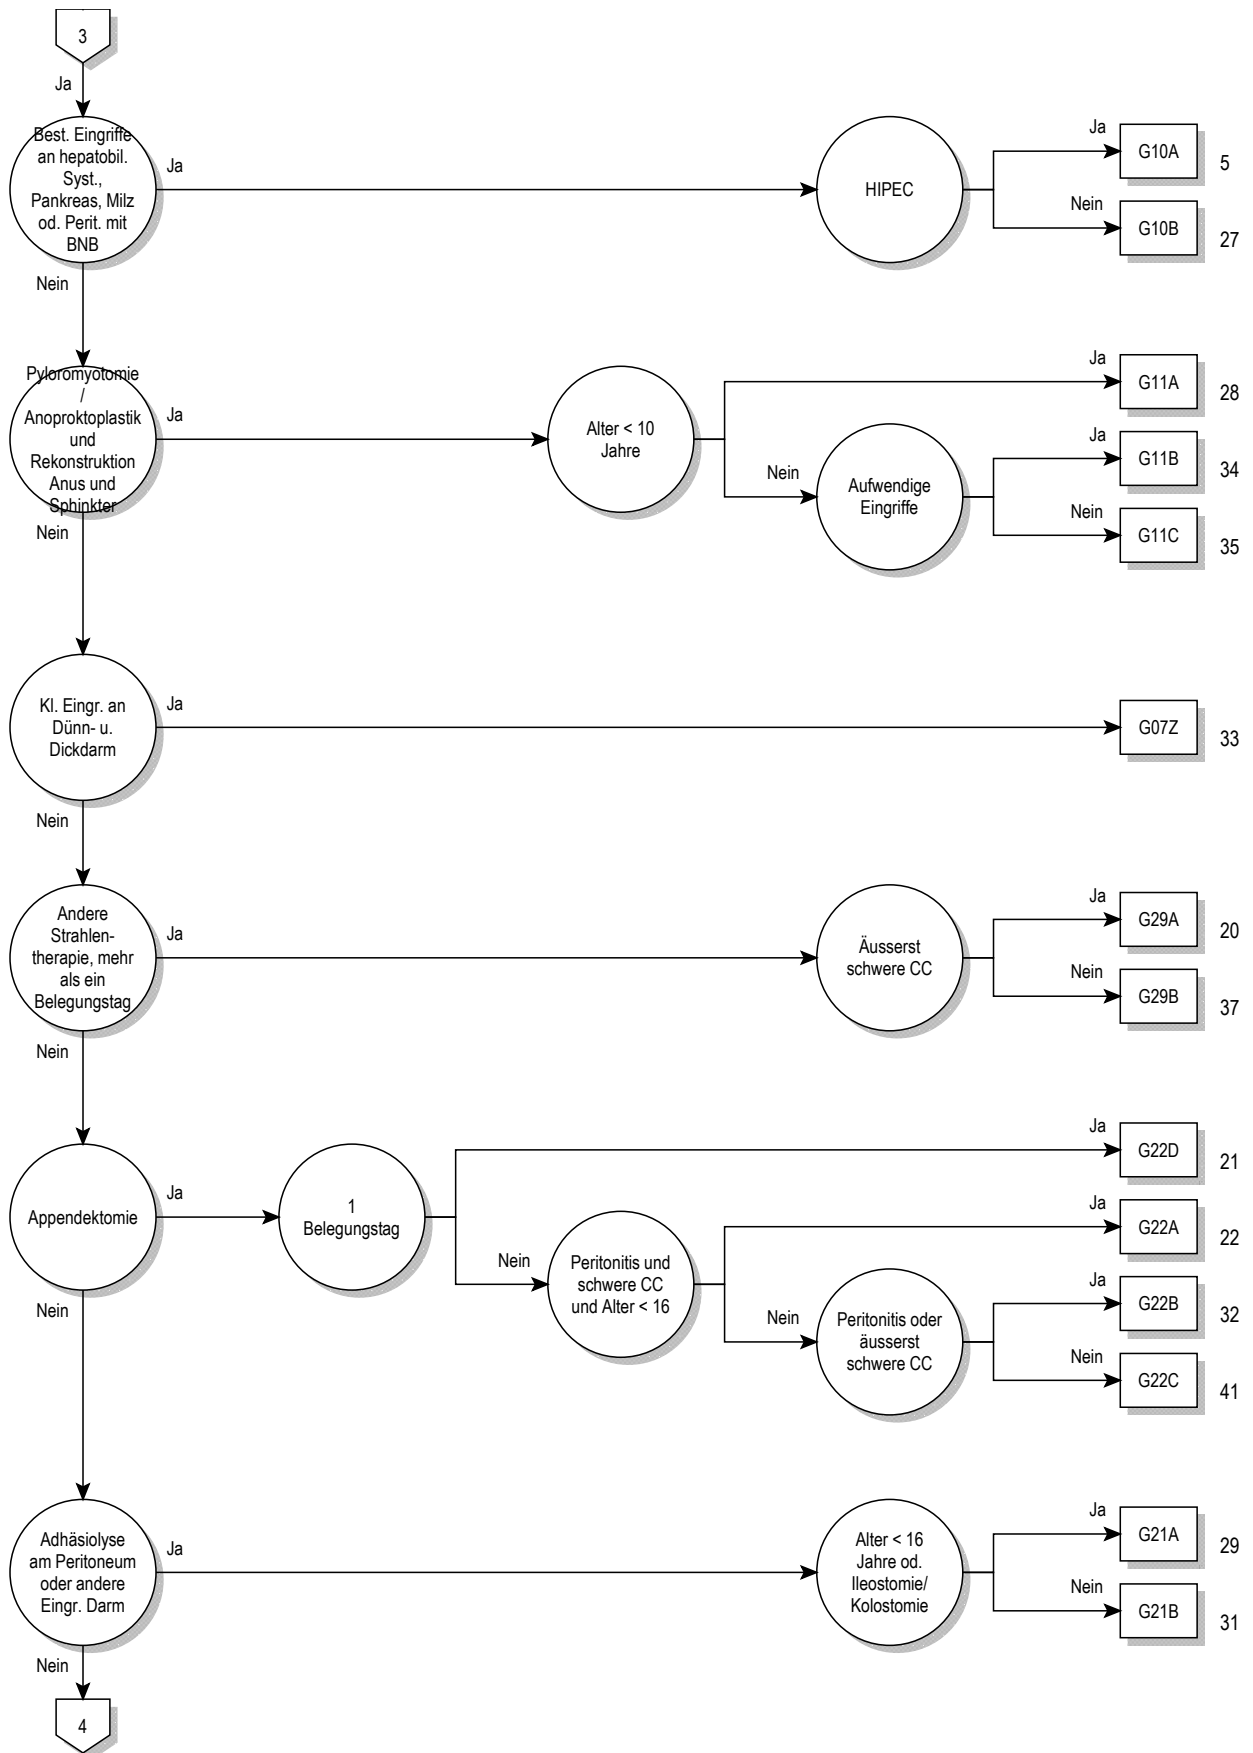 3
Ja
Best. Eingriffe
an hepatobil.
Syst.,
Pankreas, Milz
od. Perit. mit
BNB
Ja
HIPEC
Ja
G10A
5
Nein
G10B
27
Nein
Pyloromyotomie
/
Anoproktoplastik
und
Rekonstruktion
Anus und
Sphinkter
Ja
Alter < 10
Jahre
Ja
G11A
28
Nein
Aufwendige
Eingriffe
Ja
G11B
34
Nein
G11C
35
Nein
Kl. Eingr. an
Dünn- u.
Dickdarm
Ja
G07Z
33
Nein
Andere
Strahlen-
therapie, mehr
als ein
Belegungstag
Ja
Äusserst
schwere CC
Ja
G29A
20
Nein
G29B
37
Nein
Appendektomie
Ja
1
Belegungstag
Ja
G22D
21
Nein
Peritonitis und
schwere CC
und Alter < 16
Ja
G22A
22
Nein
Peritonitis oder
äusserst
schwere CC
Ja
G22B
32
Nein
G22C
41
Nein
Adhäsiolyse
am Peritoneum
oder andere
Eingr. Darm
Ja
Alter < 16
Jahre od.
Ileostomie/
Kolostomie
Ja
G21A
29
Nein
G21B
31
Nein
4